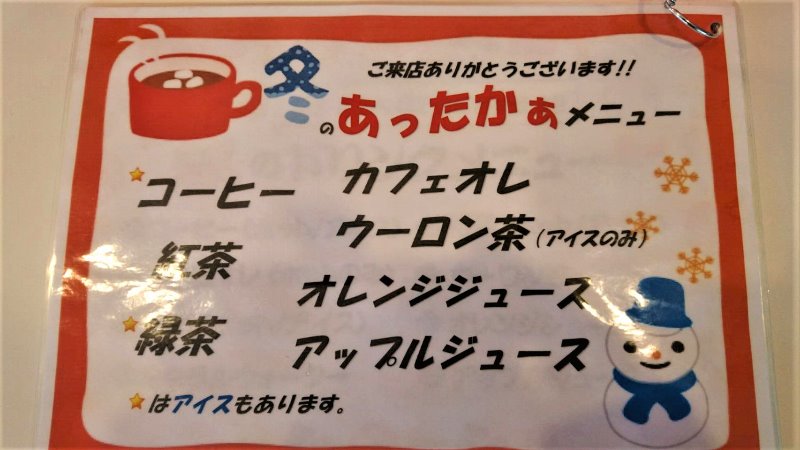 ご来店ありがとうございます!!
冬のあったかぁメニュー
コーヒー
カフェオレ
紅茶
ウーロン茶(アイスのみ)
緑茶
オレンジジュース
アップルジュース
はアイスもあります。